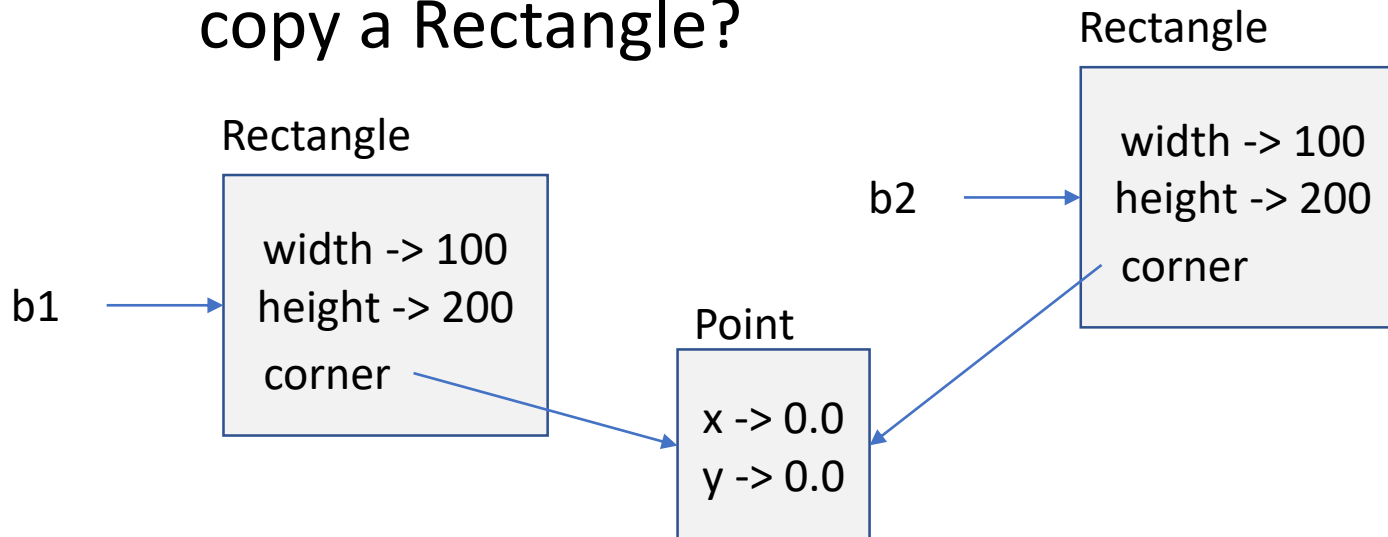 copy a Rectangle?
Rectangle
width -> 100
height -> 200
corner
b2
Rectangle
width -> 100
height -> 200
corner
b1
Point
x -> 0.0
y -> 0.0